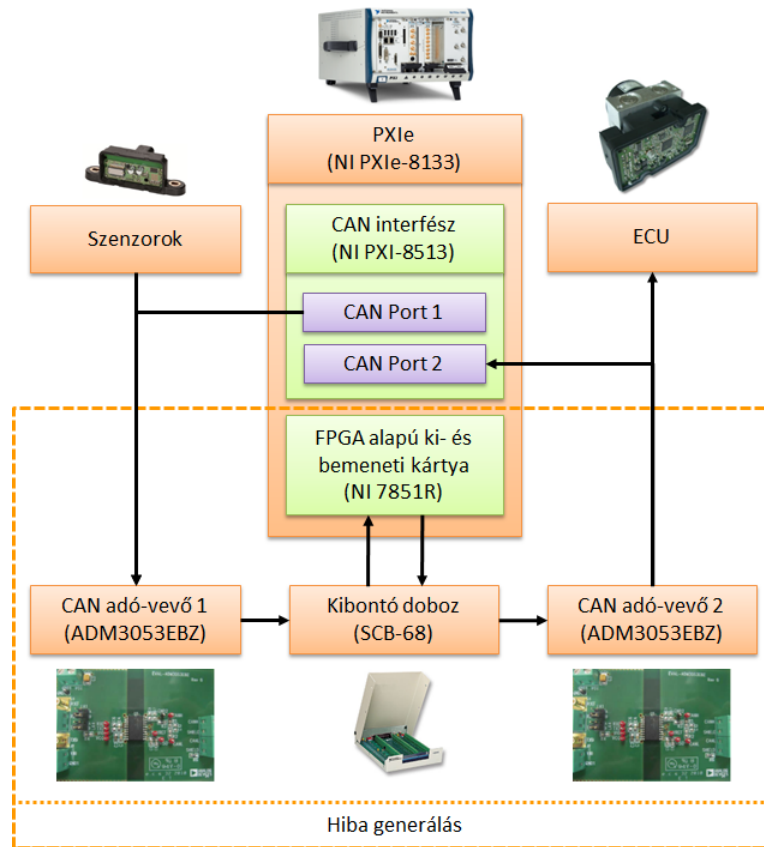 PXIe
(NI PXIe-8133)
Szenzorok
CAN interfész
(NI PXI-8513)
ECU
CAN Port 1
CAN Port 2
FPGA alapú ki- és
bemeneti kártya
(NI 7851R)
CAN adó-vevő 1
(ADM3053EBZ)
Kibontó doboz
(SCB-68)
CAN adó-vevő 2
(ADM3053EBZ)
Hiba generálás